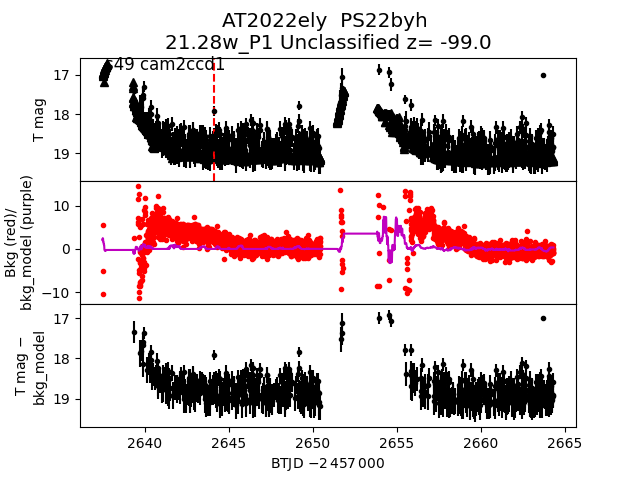 AT2022ely  PS22byh
21.28w_P1 Unclassified z= -99.0
s49 cam2ccd1
T mag
17
18
19
Bkg (red)/
bkg_model (purple)
10
0
−10
T mag −
bkg_model
17
18
19
2640 2645 2650 2655 2660 2665
BTJD −2 457 000